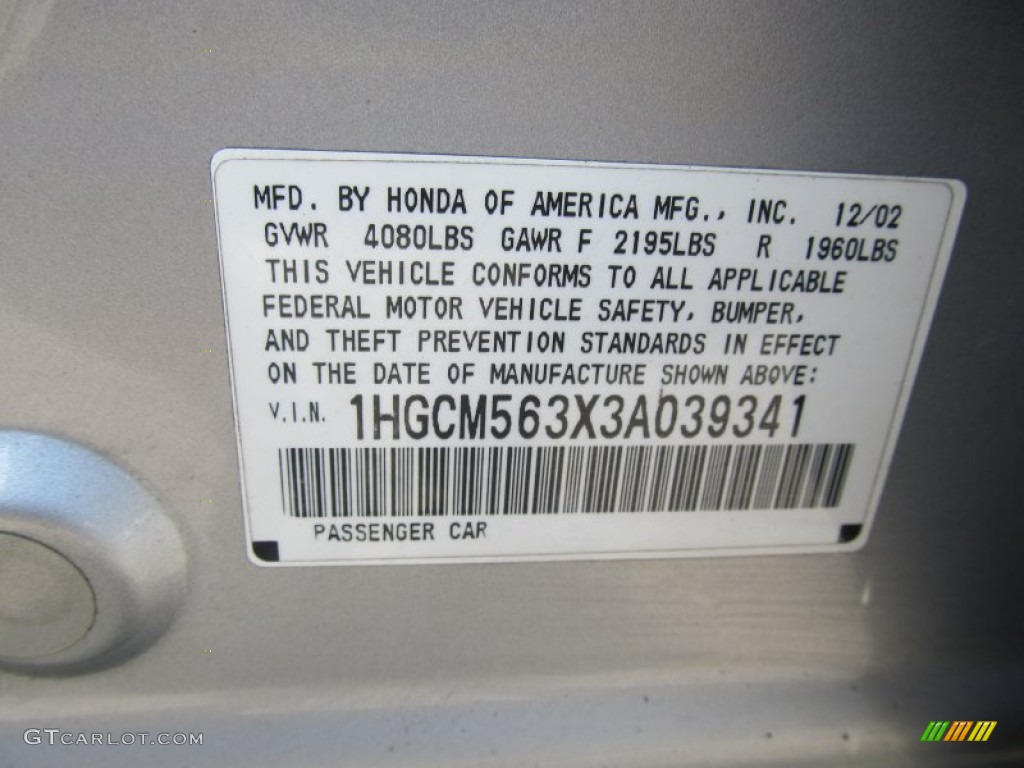 MFD. BY HONDA OF AMERICA MFG., INC. 12/02
GVWR 4080LBS GAWR F 2195LBS R 1960LBS
THIS VEHICLE CONFORMS TO ALL APPLICABLE
FEDERAL MOTOR VEHICLE SAFETY, BUMPER,
AND THEFT PREVENTION STANDARDS IN EFFECT
ON THE DATE OF MANUFACTURE SHOWN ABOVE:
V.I.N. 1HGCM563X3A039341
PASSENGER CAR
GTCARLOT.COM